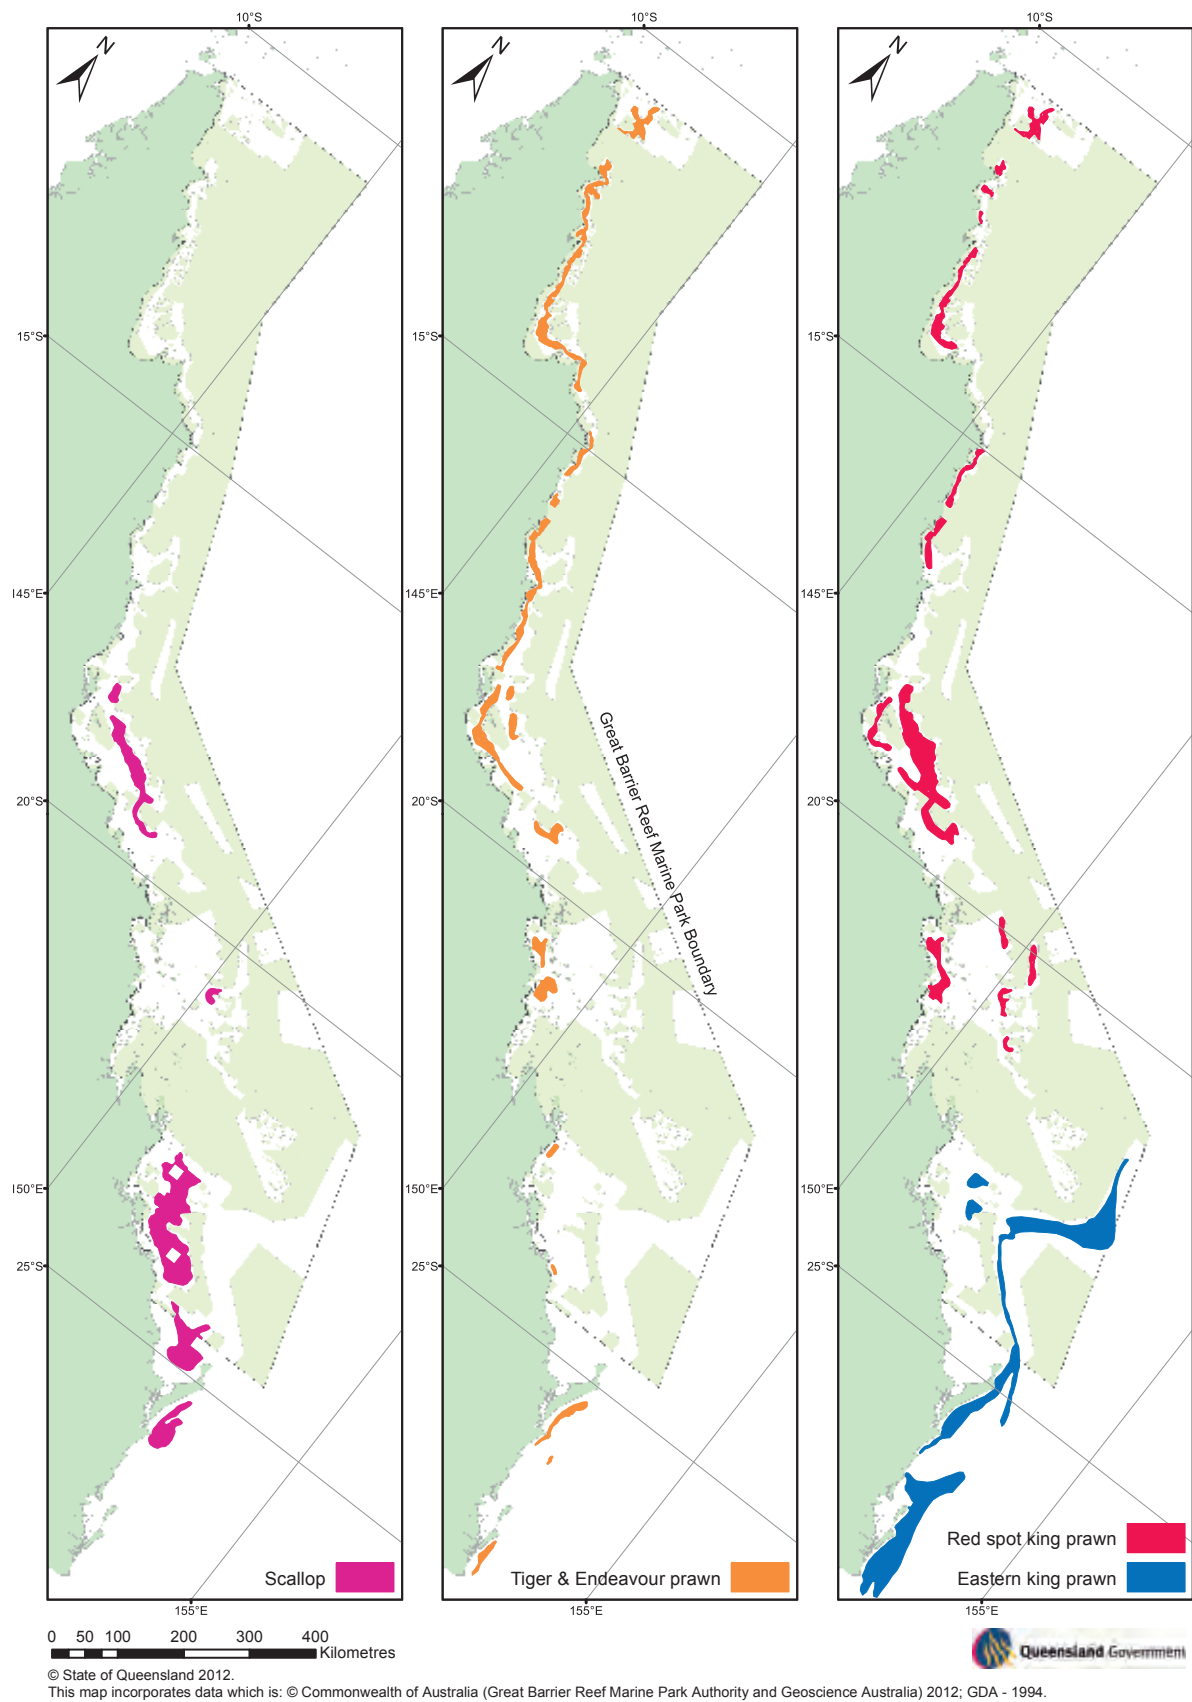 10°S
10°S
10°S
N
N
N
15°S
15°S
15°S
145°E
145°E
145°E
Great Barrier Reef Marine Park Boundary
20°S
20°S
20°S
150°E
150°E
150°E
25°S
25°S
25°S
Red spot king prawn
Scallop
Tiger & Endeavour prawn
Eastern king prawn
155°E
155°E
155°E
0 50 100 200 300 400
Kilometres
Queensland Government
© State of Queensland 2012.
This map incorporates data which is: © Commonwealth of Australia (Great Barrier Reef Marine Park Authority and Geoscience Australia) 2012; GDA - 1994.